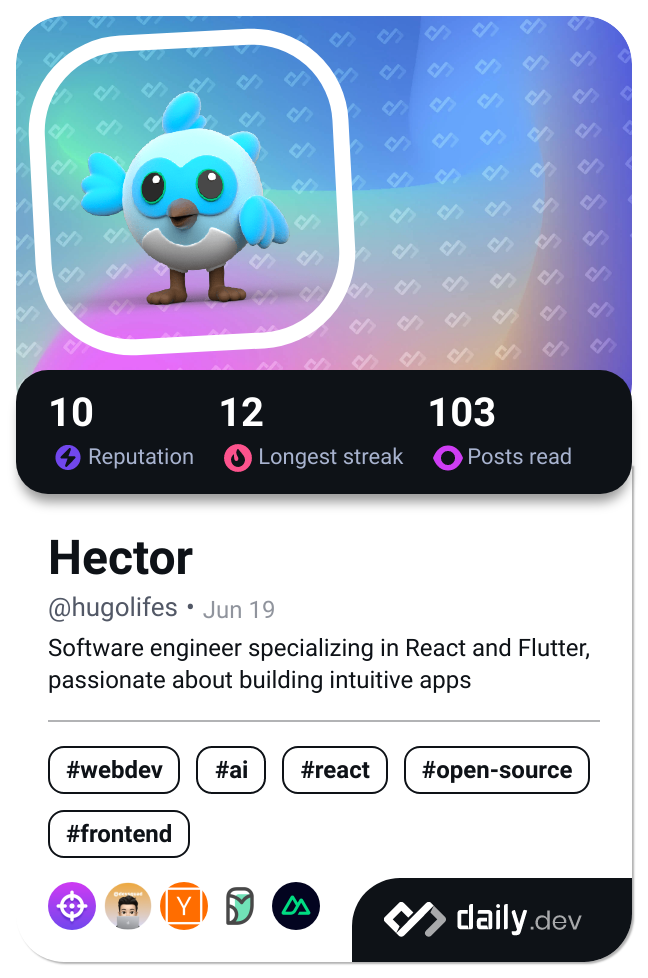 10 12 103
Reputation Longest streak Posts read
Hector
@hugolifes • Jun 19
Software engineer specializing in React and Flutter,
passionate about building intuitive apps
#webdev #ai #react #open-source
#frontend
Y
daily.dev